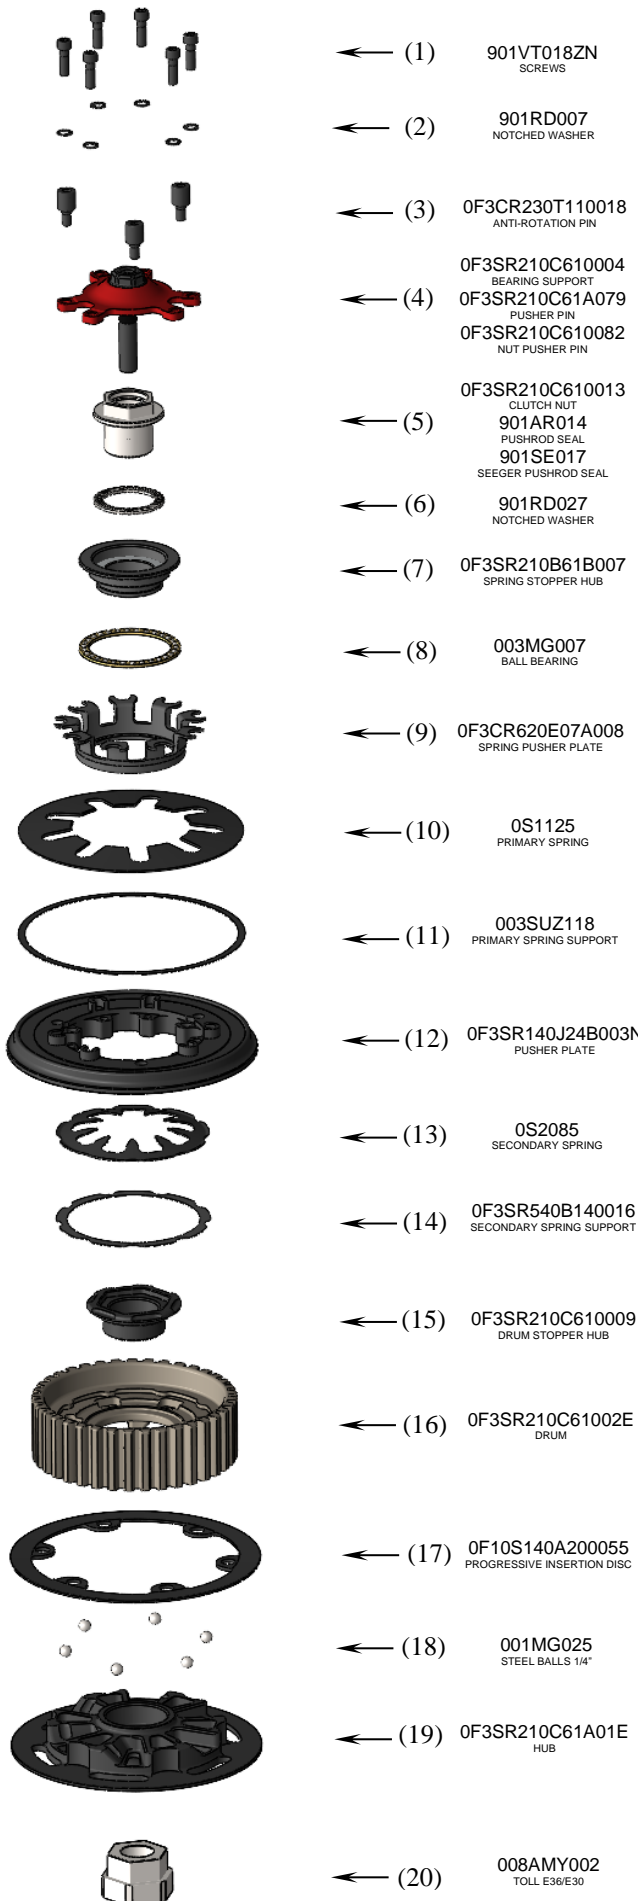 (1) 901VT018ZN
SCREWS
(2) 901RD007
NOTCHED WASHER
(3) 0F3CR230T110018
ANTI-ROTATION PIN
0F3SR210C610004
BEARING SUPPORT
(4) 0F3SR210C61A079
PUSHER PIN
0F3SR210C610082
NUT PUSHER PIN
0F3SR210C610013
CLUTCH NUT
(5) 901AR014
PUSHROD SEAL
901SE017
SEEGER PUSHROD SEAL
(6) 901RD027
NOTCHED WASHER
(7) 0F3SR210B61B007
SPRING STOPPER HUB
(8) 003MG007
BALL BEARING
(9) 0F3CR620E07A008
SPRING PUSHER PLATE
(10) 0S1125
PRIMARY SPRING
(11) 003SUZ118
PRIMARY SPRING SUPPORT
(12) 0F3SR140J24B003N
PUSHER PLATE
(13) 0S2085
SECONDARY SPRING
(14) 0F3SR540B140016
SECONDARY SPRING SUPPORT
(15) 0F3SR210C610009
DRUM STOPPER HUB
(16) 0F3SR210C61002E
DRUM
(17) 0F10S140A200055
PROGRESSIVE INSERTION DISC
(18) 001MG025
STEEL BALLS 1/4"
(19) 0F3SR210C61A01E
HUB
(20) 008AMY002
TOLL E36/E30